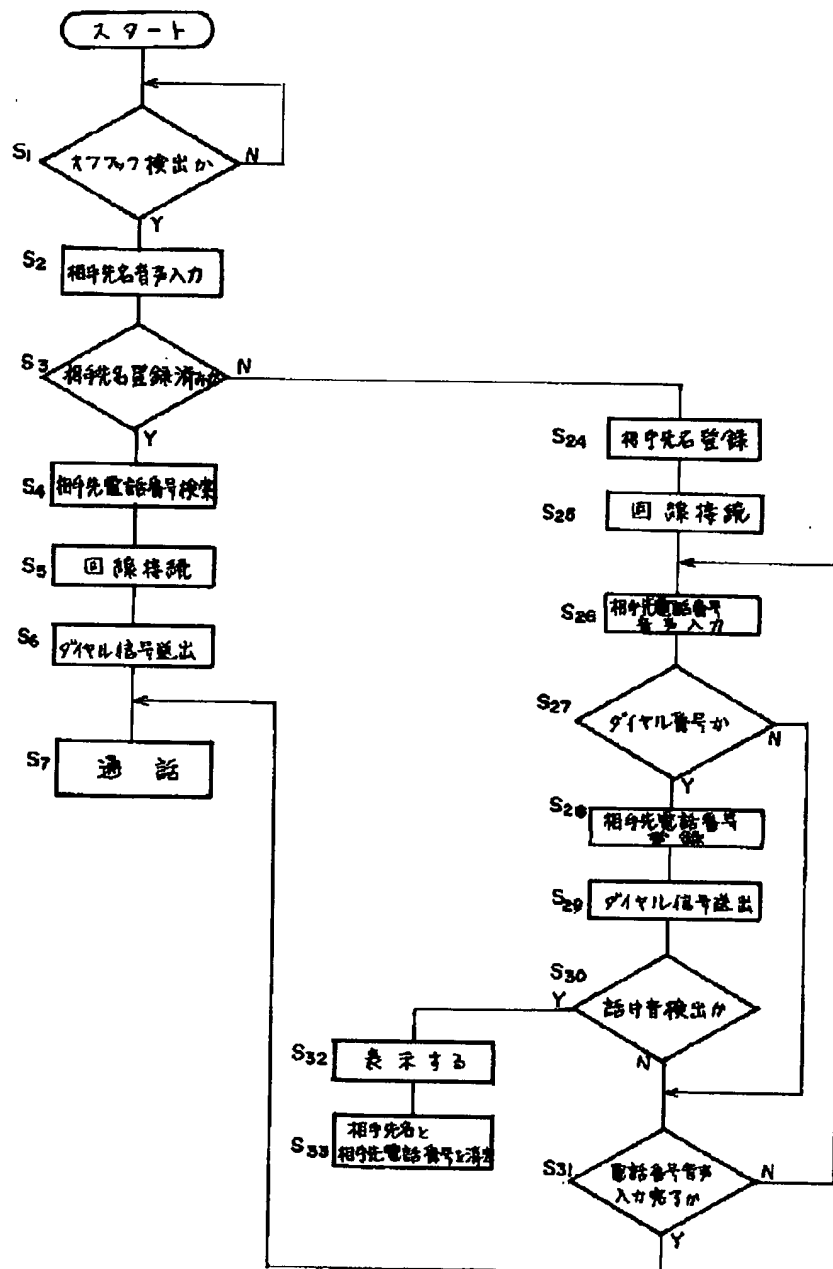 スタート
S1
オフフック検出か
N
Y
S2
相手先名音声入力
S3
相手先名登録済みか
N
Y
S4
相手先電話番号検索
S5
回線接続
S6
ダイヤル信号送出
S7
通話
S24
相手先名登録
S25
回線接続
S26
相手先電話番号
音声入力
S27
ダイヤル番号か
N
Y
S28
相手先電話番号
登録
S29
ダイヤル信号送出
S30
話中音検出か
Y
N
S32
表示する
S33
相手先名と
相手先電話番号を消去
S31
電話番号音声
入力完了か
N
Y